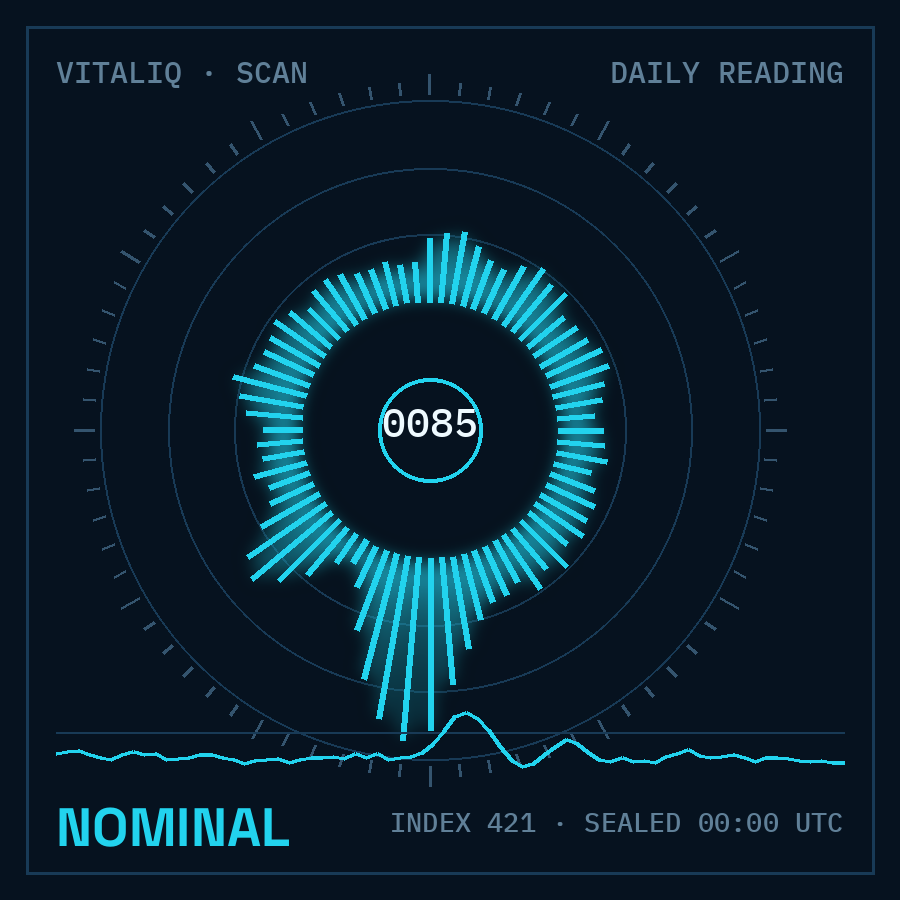 VITALIQ · SCAN
DAILY READING
0085
NOMINAL
INDEX 421 · SEALED 00:00 UTC